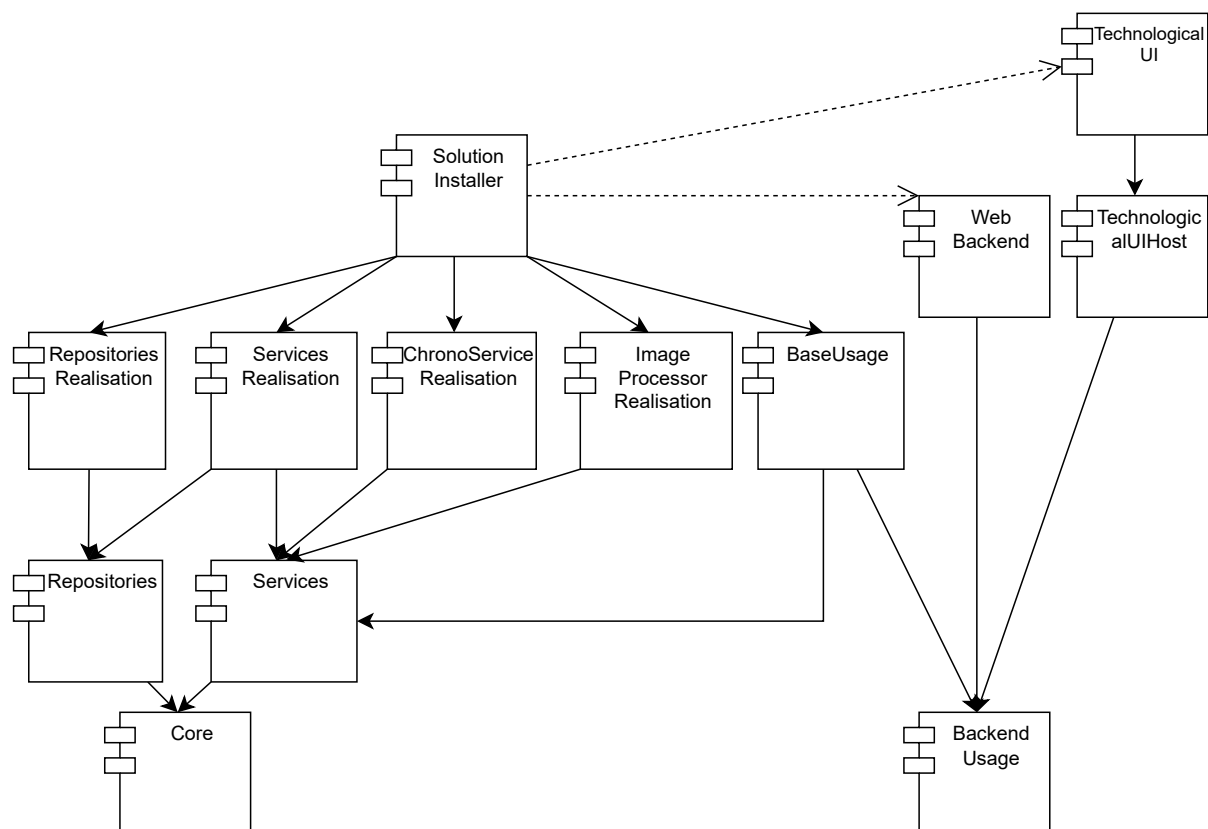 Technological
UI
Solution
Installer
Web
Backend
Technologic
alUIHost
Repositories
Realisation
Services
Realisation
ChronoService
Realisation
Image
Processor
Realisation
BaseUsage
Repositories
Services
Core
Backend
Usage